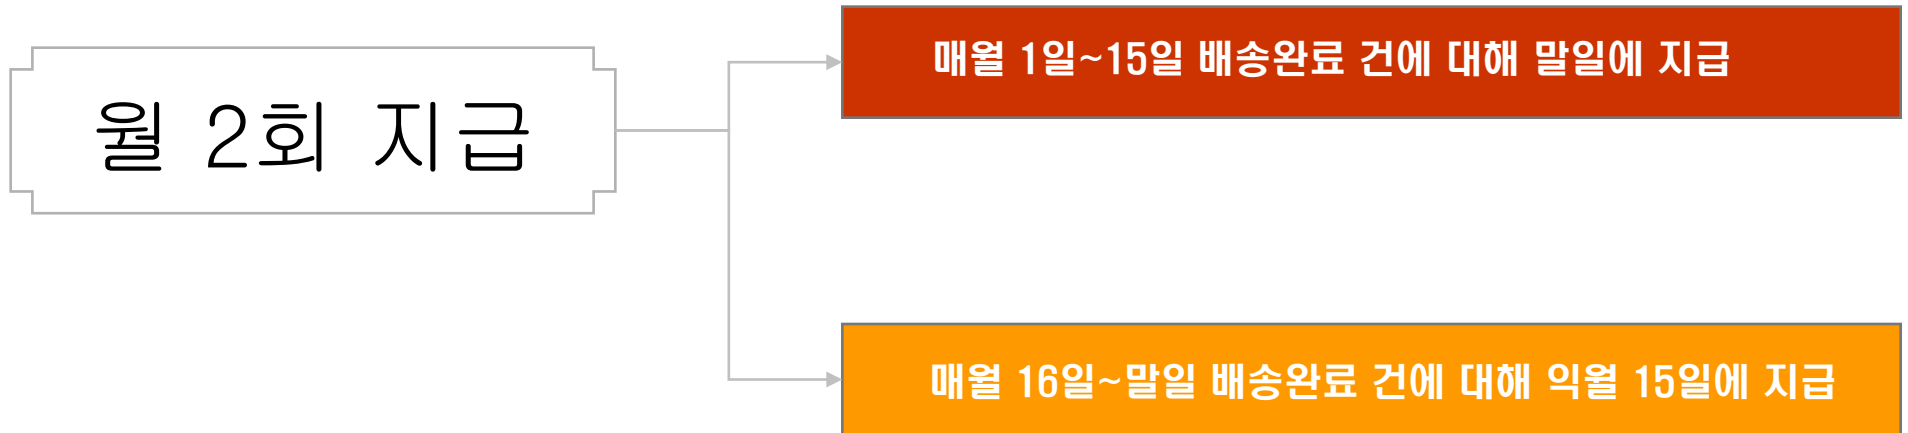 월 2회 지급
매월 1일~15일 배송완료 건에 대해 말일에 지급
매월 16일~말일 배송완료 건에 대해 익월 15일에 지급